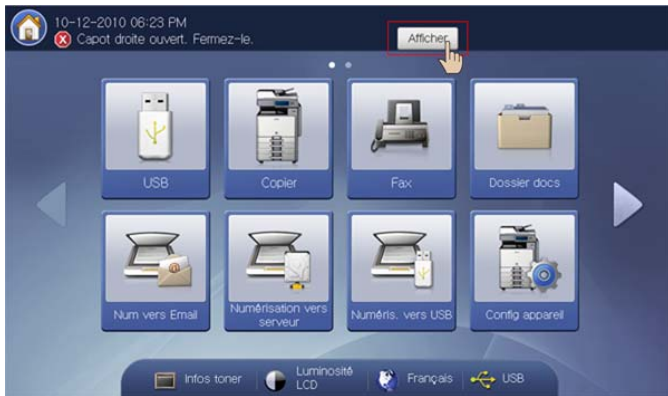 10-12-2010 06:23 PM
Capot droite ouvert. Fermez-le.
Afficher
USB
Copier
Fax
Dossier docs
Num vers Email
Numérisation vers
serveur
Numéris. vers USB
Config appareil
Infos toner
Luminosité
LCD
Français
USB